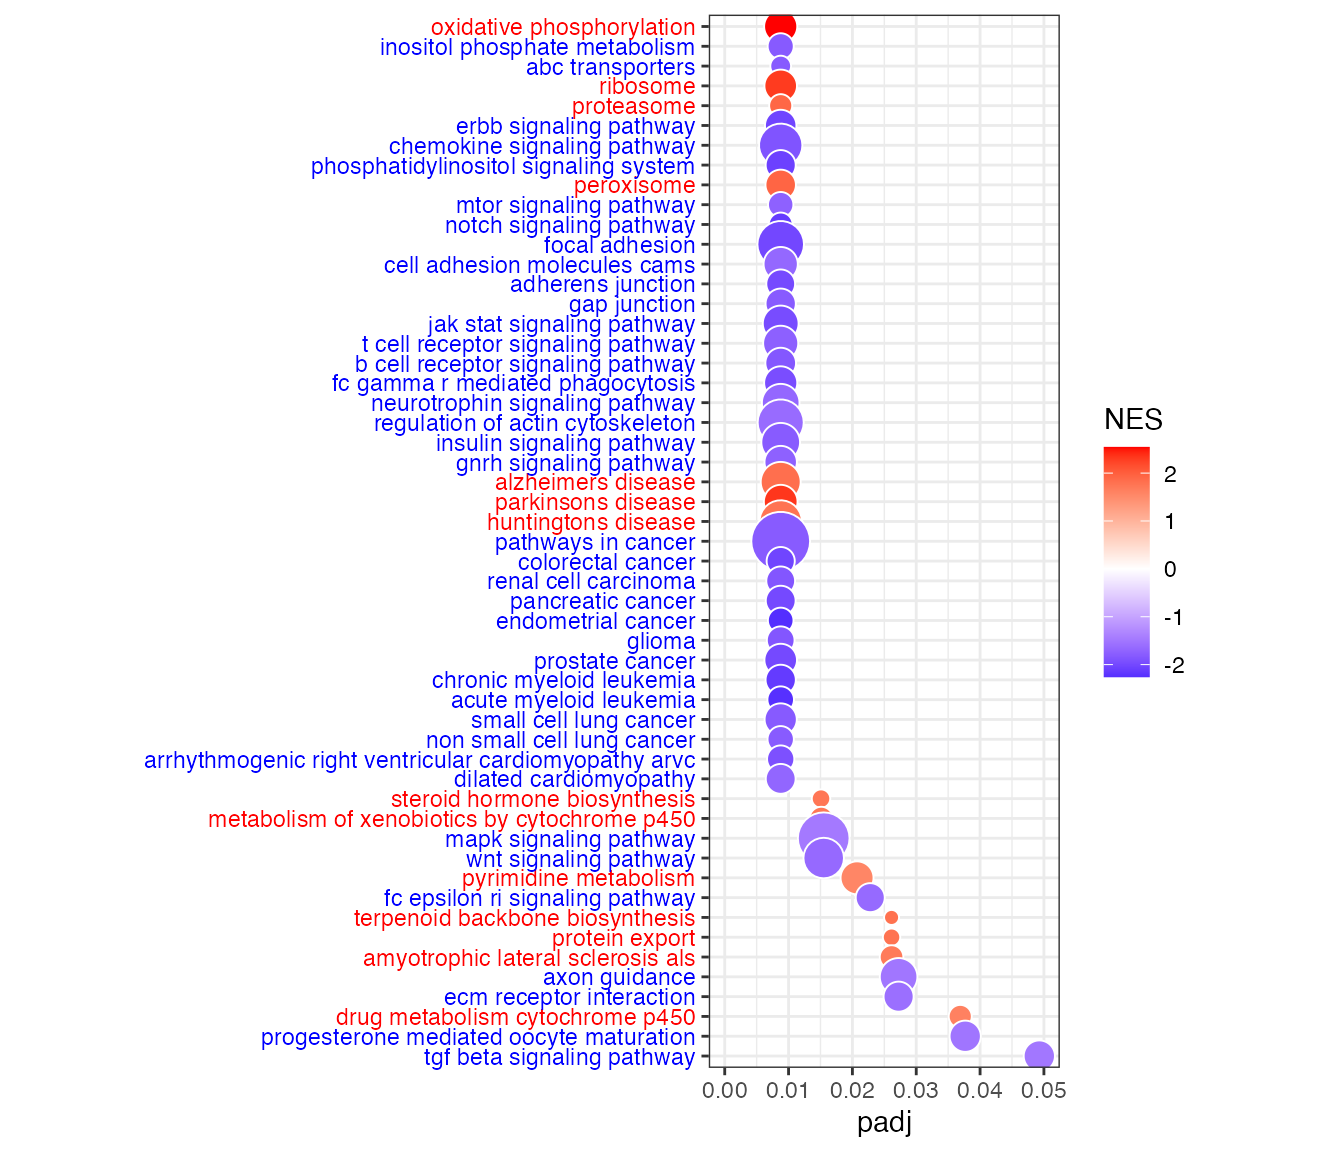 oxidative phosphorylation
inositol phosphate metabolism
abc transporters
ribosome
proteasome
erbb signaling pathway
chemokine signaling pathway
phosphatidylinositol signaling system
peroxisome
mtor signaling pathway
notch signaling pathway
focal adhesion
cell adhesion molecules cams
adherens junction
gap junction
jak stat signaling pathway
t cell receptor signaling pathway
b cell receptor signaling pathway
fc gamma r mediated phagocytosis
neurotrophin signaling pathway
regulation of actin cytoskeleton
insulin signaling pathway
gnrh signaling pathway
alzheimers disease
parkinsons disease
huntingtons disease
pathways in cancer
colorectal cancer
renal cell carcinoma
pancreatic cancer
endometrial cancer
glioma
prostate cancer
chronic myeloid leukemia
acute myeloid leukemia
small cell lung cancer
non small cell lung cancer
arrhythmogenic right ventricular cardiomyopathy arvc
dilated cardiomyopathy
steroid hormone biosynthesis
metabolism of xenobiotics by cytochrome p450
mapk signaling pathway
wnt signaling pathway
pyrimidine metabolism
fc epsilon ri signaling pathway
terpenoid backbone biosynthesis
protein export
amyotrophic lateral sclerosis als
axon guidance
ecm receptor interaction
drug metabolism cytochrome p450
progesterone mediated oocyte maturation
tgf beta signaling pathway
0.00 0.01 0.02 0.03 0.04 0.05
padj
NES
2
1
0
-1
-2